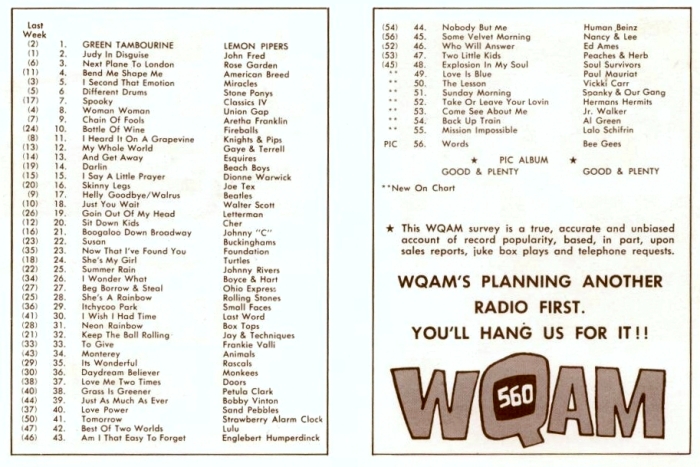 Last
Week
(2) 1. GREEN TAMBOURINE LEMON PIPERS
(1) 2. Judy In Disguise John Fred
(6) 3. Next Plane To London Rose Garden
(11) 4. Bend Me Shape Me American Breed
(3) 5. I Second That Emotion Miracles
(5) 6 Different Drums Stone Ponys
(17) 7. Spooky Classics IV
(4) 8. Woman Woman Union Gap
(7) 9. Chain Of Fools Aretha Franklin
(24) 10. Bottle Of Wine Fireballs
(8) 11. I Heard It On A Grapevine Knights & Pips
(13) 12. My Whole World Gaye & Terrell
(14) 13. And Get Away Esquires
(19) 14. Darlin Beach Boys
(15) 15. I Say A Little Prayer Dionne Warwick
(20) 16. Skinny Legs Joe Tex
(9) 17. Helly Goodbye/Walrus Beatles
(10) 18. Just You Wait Walter Scott
(26) 19. Goin Out Of My Head Letterman
(12) 20. Sit Down Kids Cher
(16) 21. Boogaloo Down Broadway Johnny "C"
(23) 22. Susan Buckinghams
(35) 23. Now That I've Found You Foundation
(18) 24. She's My Girl Turtles
(22) 25. Summer Rain Johnny Rivers
(34) 26. I Wonder What Boyce & Hart
(27) 27. Beg Borrow & Steal Ohio Express
(25) 28. She's A Rainbow Rolling Stones
(36) 29. Itchycoo Park Small Faces
(41) 30. I Wish I Had Time Last Word
(28) 31. Neon Rainbow Box Tops
(21) 32. Keep The Ball Rolling Jay & Techniques
(33) 33. To Give Frankie Valli
(43) 34. Monterey Animals
(29) 35. Its Wonderful Rascals
(30) 36. Daydream Believer Monkees
(38) 37. Love Me Two Times Doors
(40) 38. Grass Is Greener Petula Clark
(44) 39. Just As Much As Ever Bobby Vinton
(37) 40. Love Power Sand Pebbles
(50) 41. Tomorrow Strawberry Alarm Clock
(47) 42. Best Of Two Worlds Lulu
(46) 43. Am I That Easy To Forget Englebert Humperdinck
(54) 44. Nobody But Me Human Beinz
(56) 45. Some Velvet Morning Nancy & Lee
(52) 46. Who Will Answer Ed Ames
(53) 47. Two Little Kids Peaches & Herb
(45) 48. Explosion In My Soul Soul Survivors
** 49. Love Is Blue Paul Mauriat
** 50. The Lesson Vickki Carr
** 51. Sunday Morning Spanky & Our Gang
** 52. Take Or Leave Your Lovin Hermans Hermits
** 53. Come See About Me Jr. Walker
** 54. Back Up Train Al Green
** 55. Mission Impossible Lalo Schifrin
PIC 56. Words Bee Gees
★ PIC ALBUM ★
GOOD & PLENTY GOOD & PLENTY
**New On Chart
★ This WQAM survey is a true, accurate and unbiased
account of record popularity, based, in part, upon
sales reports, juke box plays and telephone requests.
WQAM'S PLANNING ANOTHER
RADIO FIRST.
YOU'LL HANG US FOR IT!!
WQAM
560